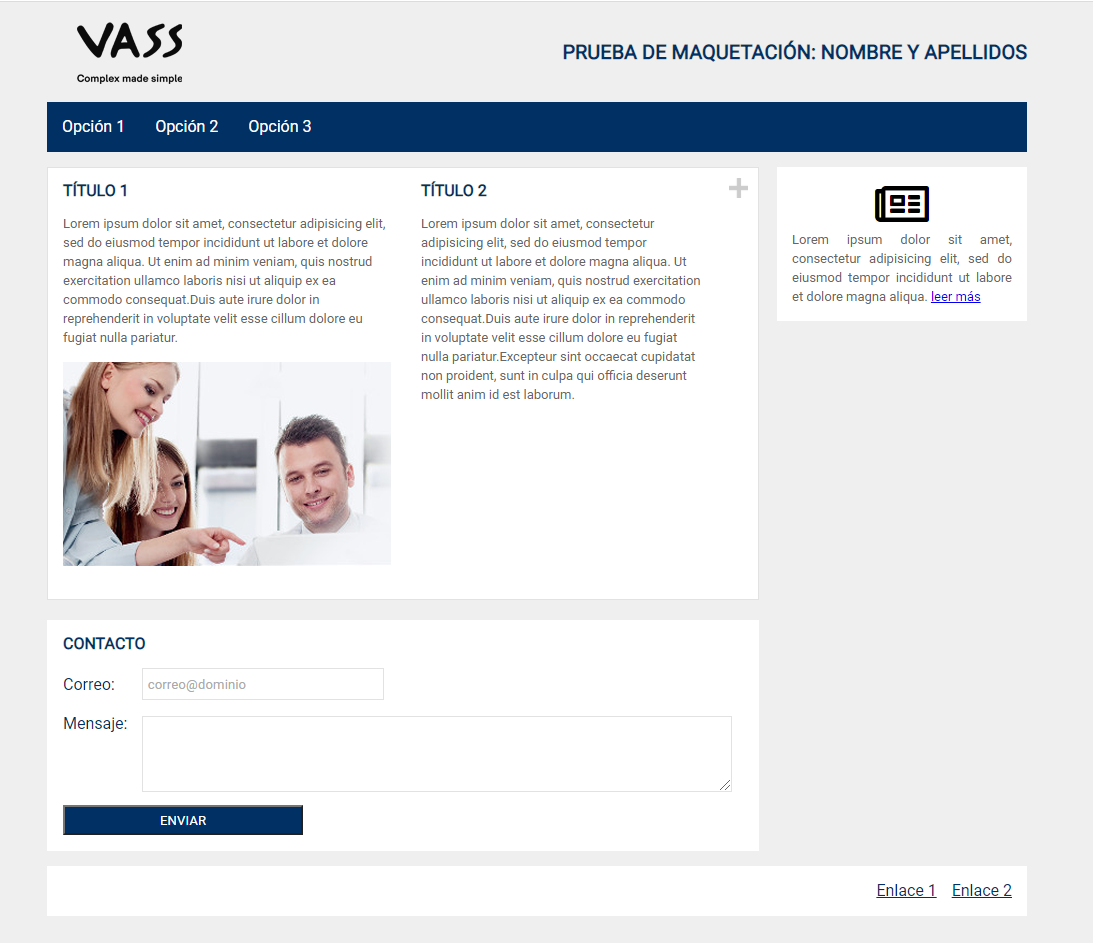 VASS
Complex made simple
PRUEBA DE MAQUETACIÓN: NOMBRE Y APELLIDOS
Opción 1
Opción 2
Opción 3
TÍTULO 1
Lorem ipsum dolor sit amet, consectetur adipisicing elit,
sed do eiusmod tempor incididunt ut labore et dolore
magna aliqua. Ut enim ad minim veniam, quis nostrud
exercitation ullamco laboris nisi ut aliquip ex ea
commodo consequat.Duis aute irure dolor in
reprehenderit in voluptate velit esse cillum dolore eu
fugiat nulla pariatur.
TÍTULO 2
Lorem ipsum dolor sit amet, consectetur
adipisicing elit, sed do eiusmod tempor
incididunt ut labore et dolore magna aliqua. Ut
enim ad minim veniam, quis nostrud exercitation
ullamco laboris nisi ut aliquip ex ea commodo
consequat.Duis aute irure dolor in reprehenderit
in voluptate velit esse cillum dolore eu fugiat
nulla pariatur.Excepteur sint occaecat cupidatat
non proident, sunt in culpa qui officia deserunt
mollit anim id est laborum.
Lorem ipsum dolor sit amet,
consectetur adipisicing elit, sed do
eiusmod tempor incididunt ut labore
et dolore magna aliqua. leer más
CONTACTO
Correo:
correo@dominio
Mensaje:
ENVIAR
Enlace 1
Enlace 2